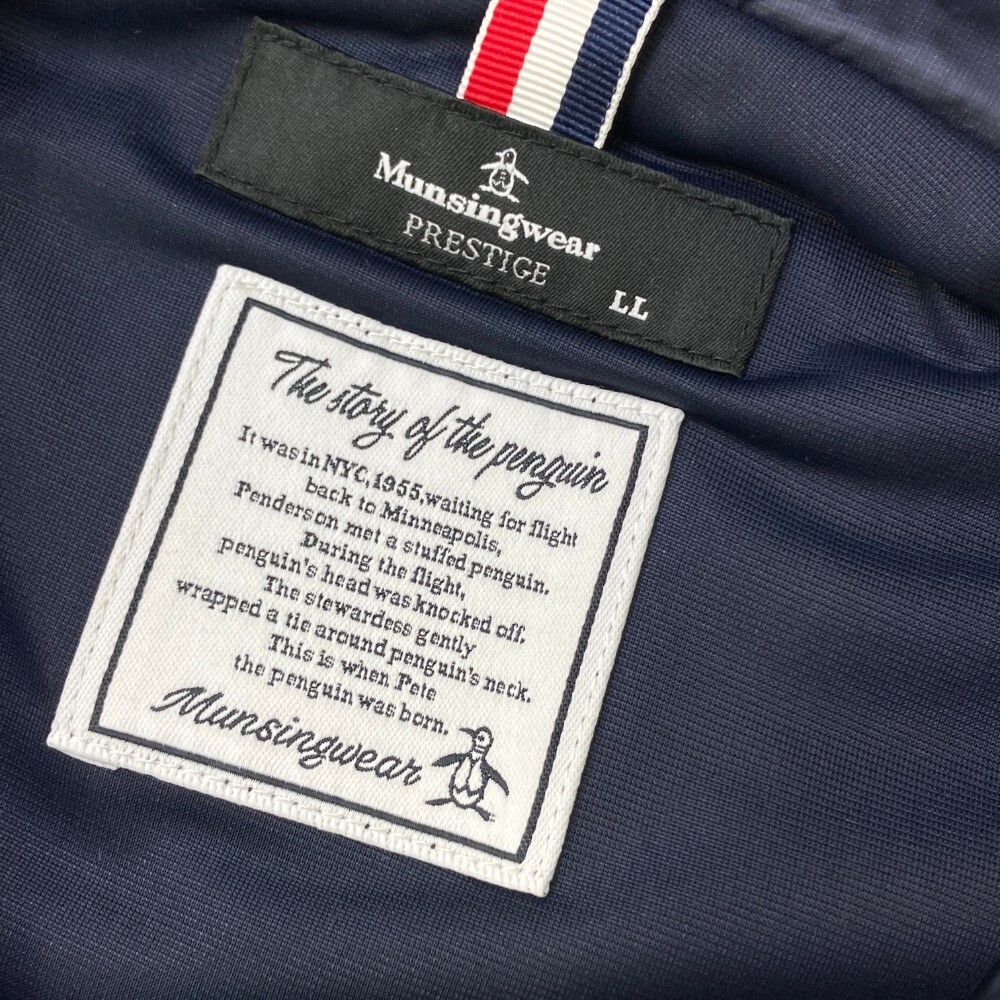 Munsingwear
PRESTIGE
LL
The story of the penguin
It was in NYC,1955,waiting for flight
back to Minneapolis,
Penderson met a stuffed penguin.
During the flight,
penguin's head was knocked off.
The stewardess gently
wrapped a tie around penguin's neck.
This is when Pete
the penguin was born.
Munsingwear